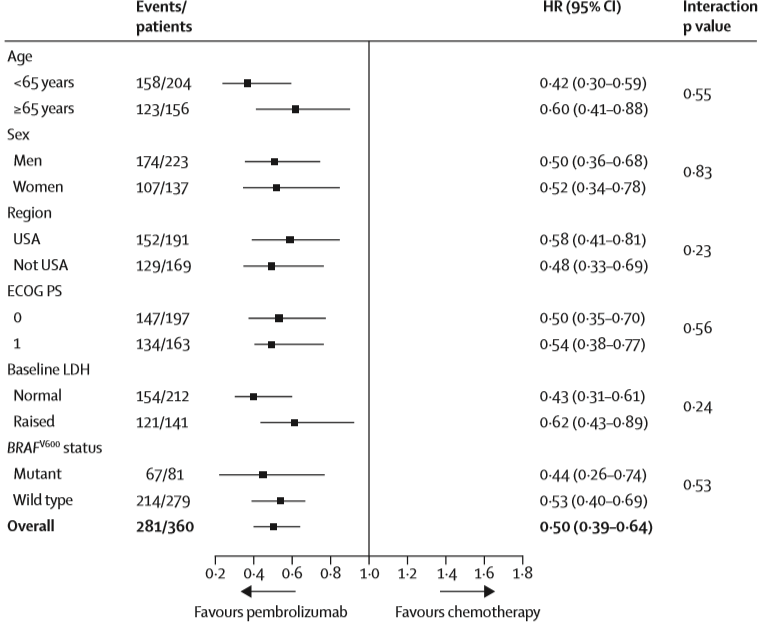 Events/ patients HR (95% CI) Interaction p value
Age
<65 years 158/204 0·42 (0·30–0·59) 0·55
≥65 years 123/156 0·60 (0·41–0·88)
Sex
Men 174/223 0·50 (0·36–0·68) 0·83
Women 107/137 0·52 (0·34–0·78)
Region
USA 152/191 0·58 (0·41–0·81) 0·23
Not USA 129/169 0·48 (0·33–0·69)
ECOG PS
0 147/197 0·50 (0·35–0·70) 0·56
1 134/163 0·54 (0·38–0·77)
Baseline LDH
Normal 154/212 0·43 (0·31–0·61) 0·24
Raised 121/141 0·62 (0·43–0·89)
BRAFV600 status
Mutant 67/81 0·44 (0·26–0·74) 0·53
Wild type 214/279 0·53 (0·40–0·69)
Overall 281/360 0·50 (0·39–0·64)
0·2 0·4 0·6 0·8 1·0 1·2 1·4 1·6 1·8
Favours pembrolizumab Favours chemotherapy